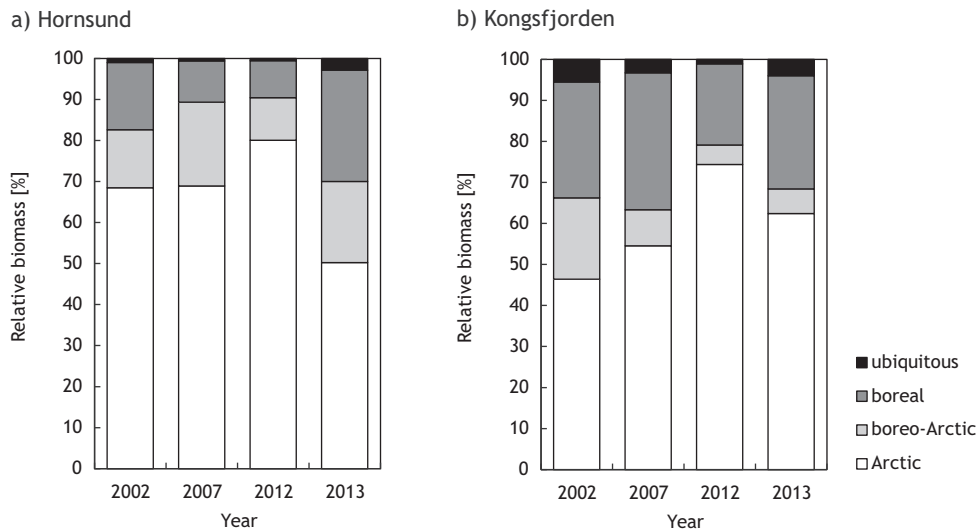 a) Hornsund
Relative biomass [%]
100
90
80
70
60
50
40
30
20
10
0
2002 2007 2012 2013
Year
b) Kongsfjorden
Relative biomass [%]
100
90
80
70
60
50
40
30
20
10
0
2002 2007 2012 2013
Year
ubiquitous
boreal
boreo-Arctic
Arctic